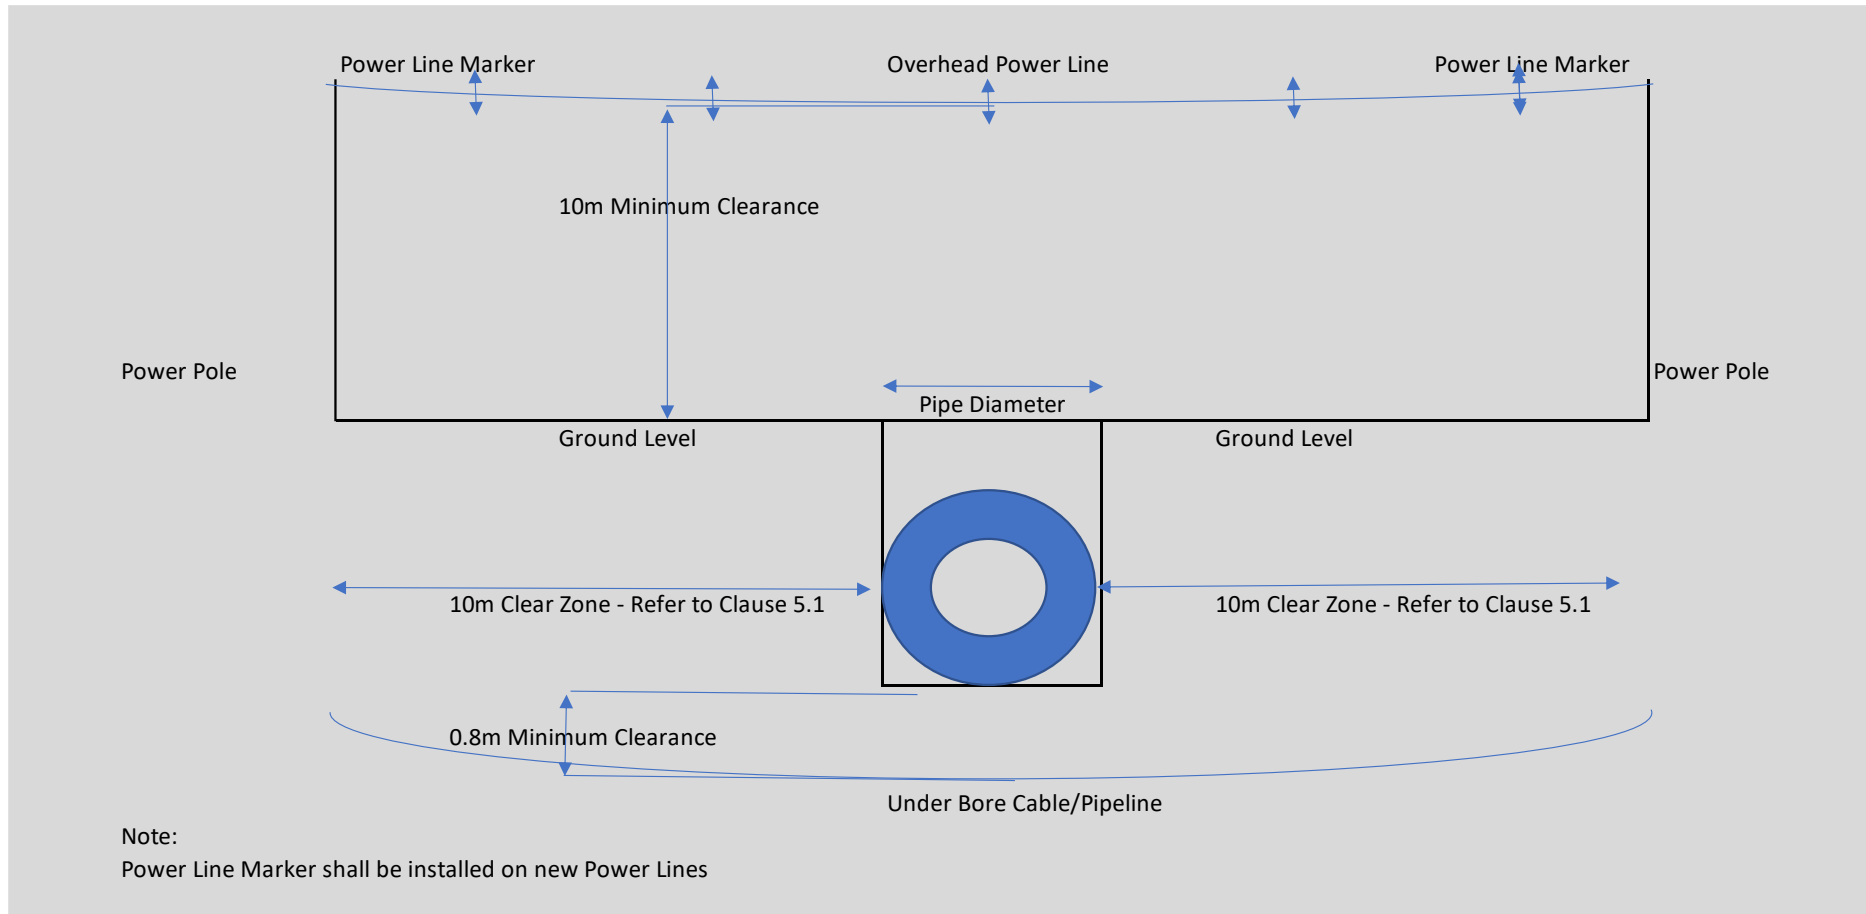 Power Line Marker
Overhead Power Line
Power Line Marker
10m Minimum Clearance
Power Pole
Power Pole
Pipe Diameter
Ground Level
Ground Level
10m Clear Zone - Refer to Clause 5.1
10m Clear Zone - Refer to Clause 5.1
0.8m Minimum Clearance
Under Bore Cable/Pipeline
Note:
Power Line Marker shall be installed on new Power Lines